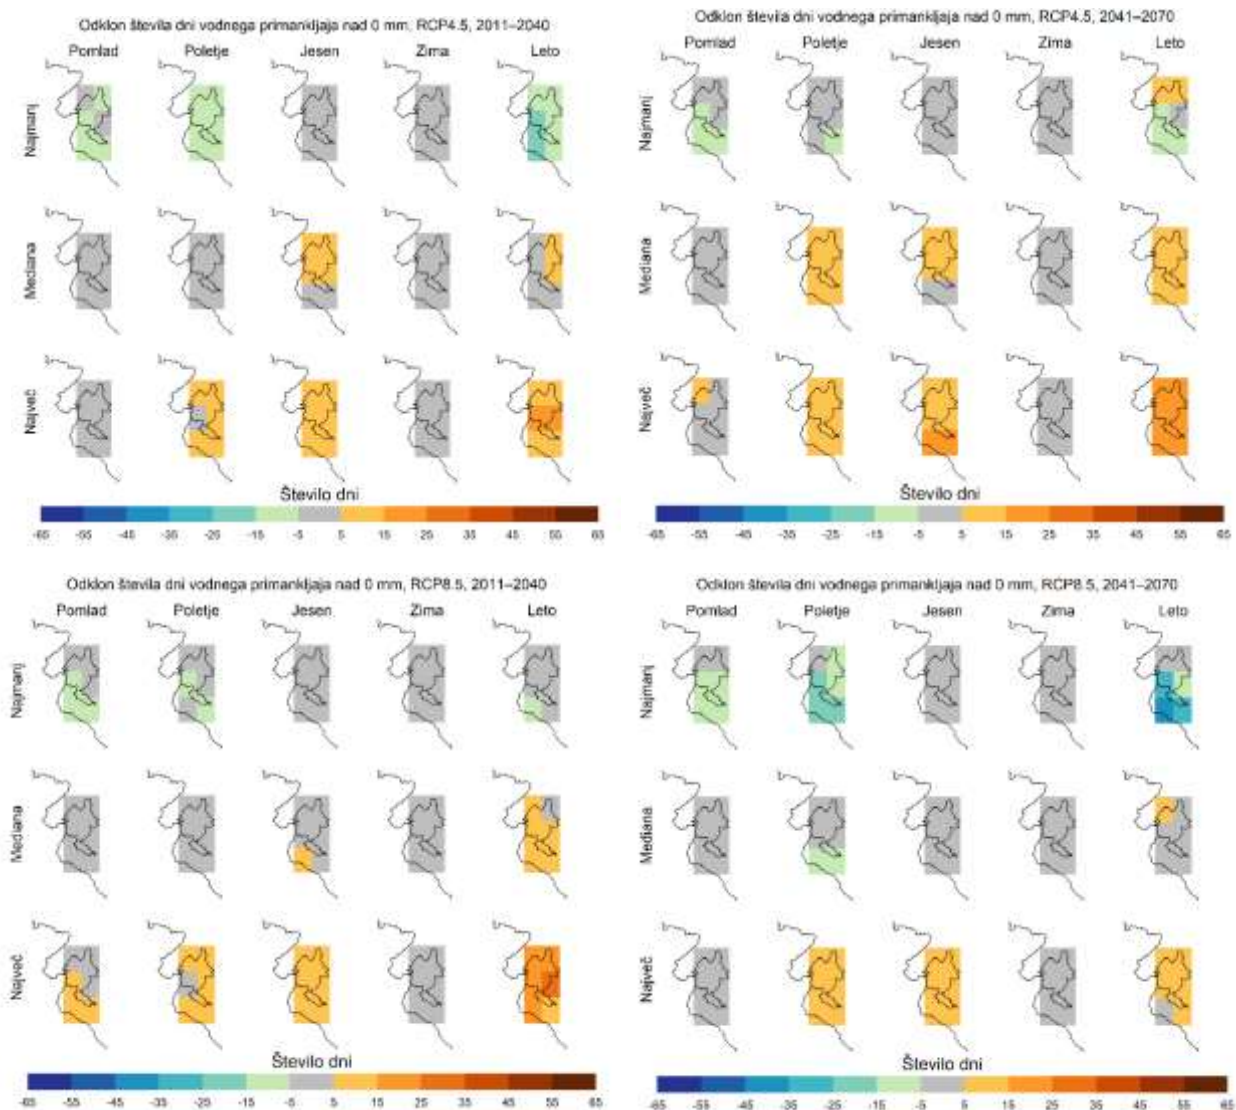 Odklon števila dni vodnega primankljaja nad 0 mm, RCP4.5, 2011–2040
Pomlad Poletje Jesen Zima Leto
Najmanj
Mediana
Največ
Število dni
-65 -55 -45 -35 -25 -15 -5 5 15 25 35 45 55 65
Odklon števila dni vodnega primankljaja nad 0 mm, RCP4.5, 2041–2070
Pomlad Poletje Jesen Zima Leto
Najmanj
Mediana
Največ
Število dni
-65 -55 -45 -35 -25 -15 -5 5 15 25 35 45 55 65
Odklon števila dni vodnega primankljaja nad 0 mm, RCP8.5, 2011–2040
Pomlad Poletje Jesen Zima Leto
Najmanj
Mediana
Največ
Število dni
-65 -55 -45 -35 -25 -15 -5 5 15 25 35 45 55 65
Odklon števila dni vodnega primankljaja nad 0 mm, RCP8.5, 2041–2070
Pomlad Poletje Jesen Zima Leto
Najmanj
Mediana
Največ
Število dni
-65 -55 -45 -35 -25 -15 -5 5 15 25 35 45 55 65